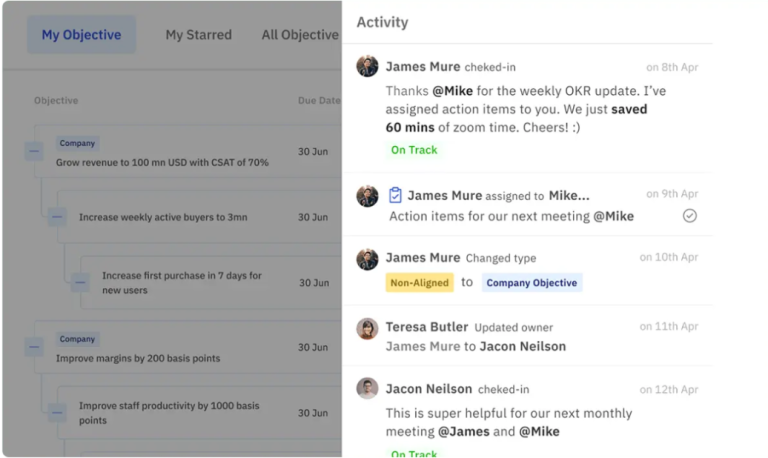 My Objective
My Starred
All Objective
Objective
Due Date
Company
Grow revenue to 100 mn USD with CSAT of 70%
30 Jun
Increase weekly active buyers to 3mn
30 Jun
Increase first purchase in 7 days for
new users
30 Jun
Company
Improve margins by 200 basis points
30 Jun
Improve staff productivity by 1000 basis
points
30 Jun
Activity
James Mure cheked-in
on 8th Apr
Thanks @Mike for the weekly OKR update. I've
assigned action items to you. We just saved
60 mins of zoom time. Cheers! :)
On Track
James Mure assigned to Mike...
on 9th Apr
Action items for our next meeting @Mike
James Mure Changed type
on 10th Apr
Non-Aligned to Company Objective
Teresa Butler Updated owner
on 11th Apr
James Mure to Jacon Neilson
Jacon Neilson cheked-in
on 12th Apr
This is super helpful for our next monthly
meeting @James and @Mike
On Track